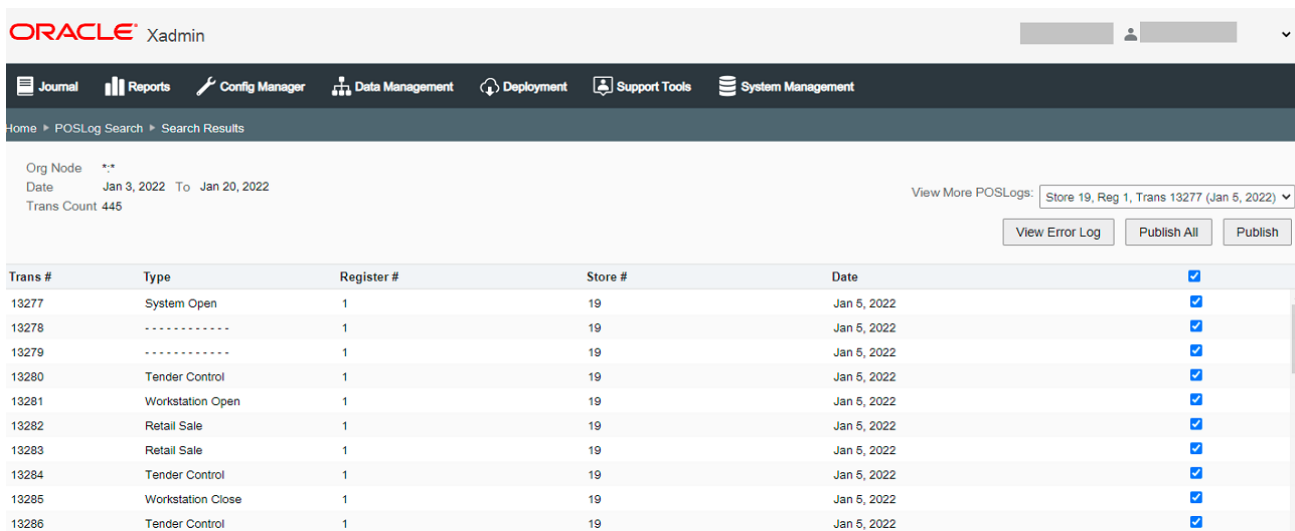 ORACLE Xadmin
Journal Reports Config Manager Data Management Deployment Support Tools System Management
Home ▶ POSLog Search ▶ Search Results
Org Node *:*
Date Jan 3, 2022 To Jan 20, 2022
Trans Count 445
View More POSLogs: Store 19, Reg 1, Trans 13277 (Jan 5, 2022)
View Error Log Publish All Publish
Trans # Type Register # Store # Date
13277 System Open 1 19 Jan 5, 2022
13278 - - - - - - - - - - - - 1 19 Jan 5, 2022
13279 - - - - - - - - - - - - 1 19 Jan 5, 2022
13280 Tender Control 1 19 Jan 5, 2022
13281 Workstation Open 1 19 Jan 5, 2022
13282 Retail Sale 1 19 Jan 5, 2022
13283 Retail Sale 1 19 Jan 5, 2022
13284 Tender Control 1 19 Jan 5, 2022
13285 Workstation Close 1 19 Jan 5, 2022
13286 Tender Control 1 19 Jan 5, 2022